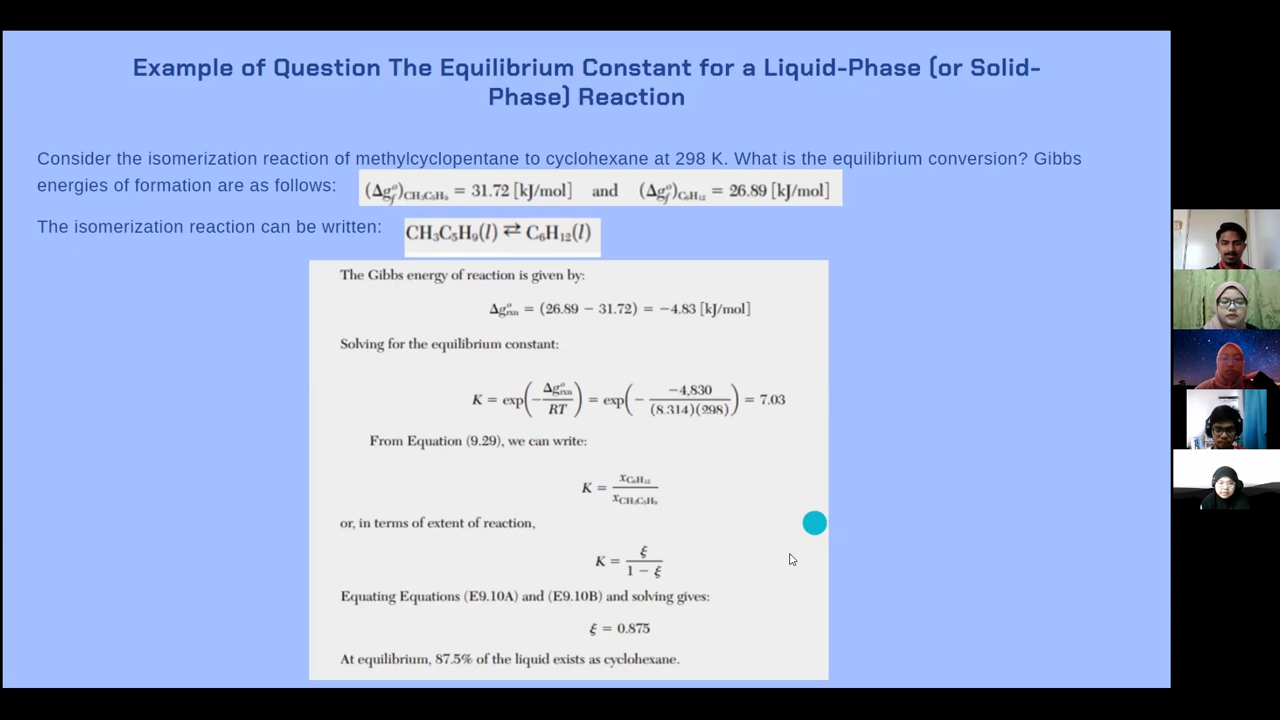 Example of Question The Equilibrium Constant for a Liquid-Phase (or Solid-
Phase) Reaction
Consider the isomerization reaction of methylcyclopentane to cyclohexane at 298 K. What is the equilibrium conversion? Gibbs
energies of formation are as follows: (Δg°f)CH₃C₅H₉ = 31.72 [kJ/mol] and (Δg°f)C₆H₁₂ = 26.89 [kJ/mol]
The isomerization reaction can be written: CH₃C₅H₉(l) ⇄ C₆H₁₂(l)
The Gibbs energy of reaction is given by:
Δg°rxn = (26.89 − 31.72) = −4.83 [kJ/mol]
Solving for the equilibrium constant:
K = exp(−Δg°rxn/RT) = exp(− −4,830/(8.314)(298)) = 7.03
From Equation (9.29), we can write:
K = xC₆H₁₂/xCH₃C₅H₉
or, in terms of extent of reaction,
K = ξ/1 − ξ
Equating Equations (E9.10A) and (E9.10B) and solving gives:
ξ = 0.875
At equilibrium, 87.5% of the liquid exists as cyclohexane.